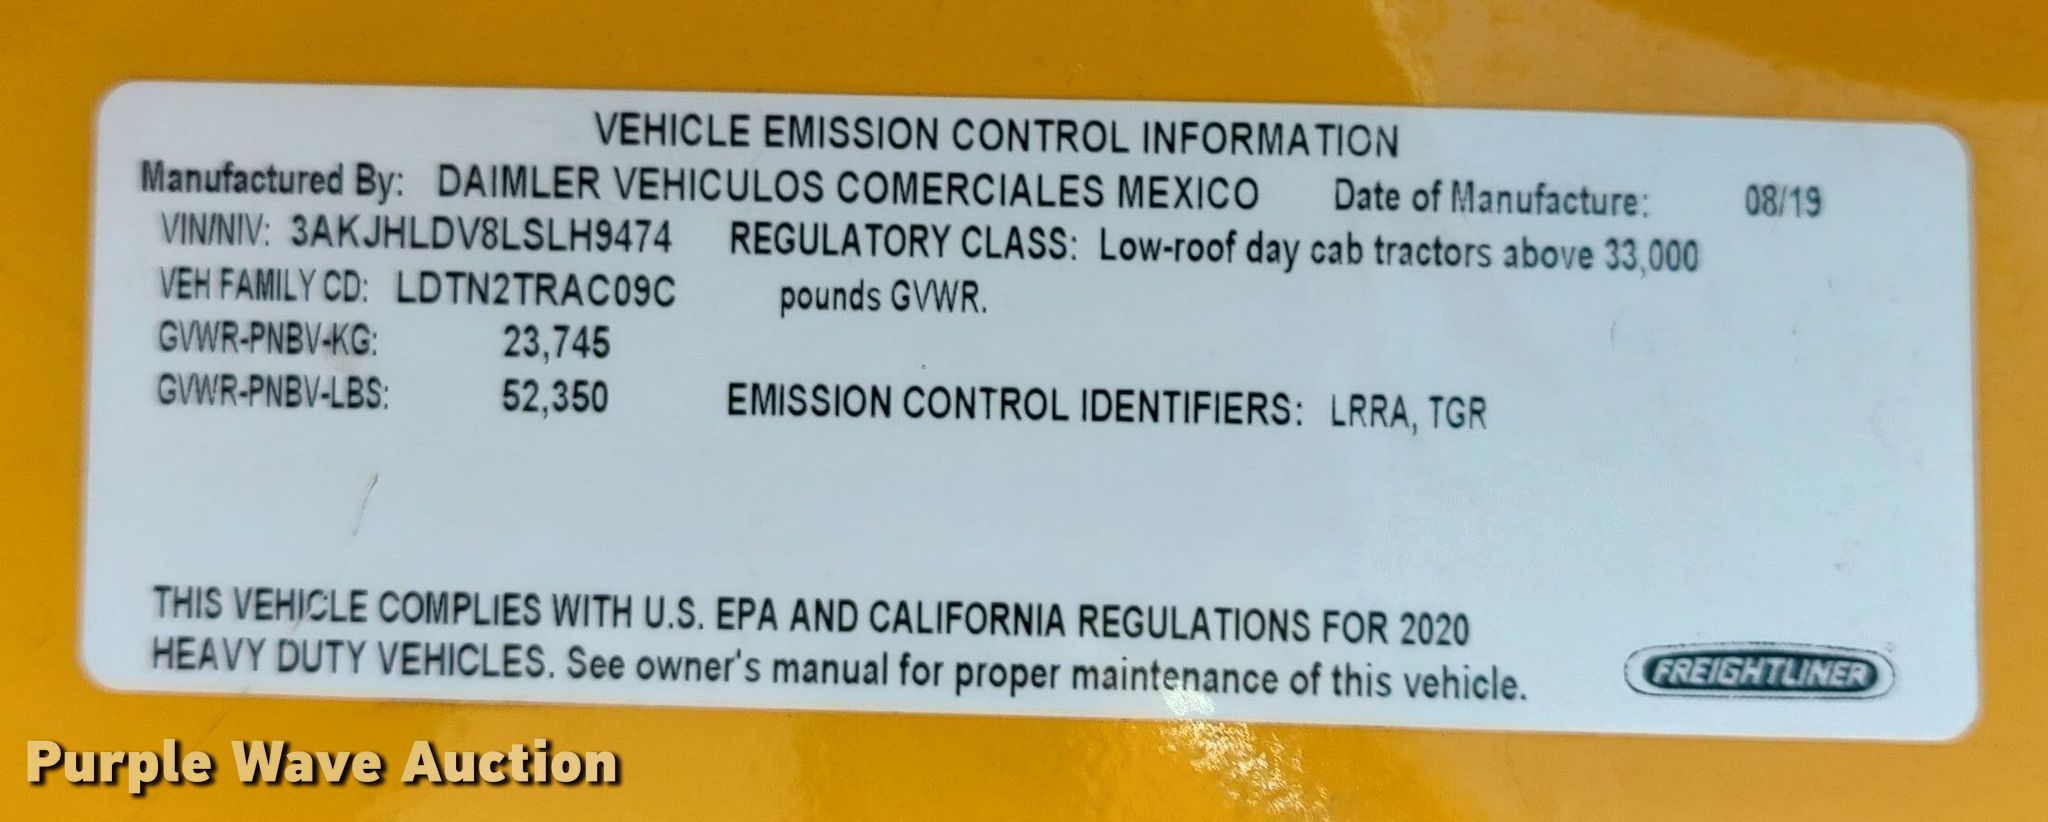 VEHICLE EMISSION CONTROL INFORMATION
Manufactured By: DAIMLER VEHICULOS COMERCIALES MEXICO Date of Manufacture: 08/19
VIN/NIV: 3AKJHLDV8LSLH9474 REGULATORY CLASS: Low-roof day cab tractors above 33,000
VEH FAMILY CD: LDTN2TRAC09C pounds GVWR.
GVWR-PNBV-KG: 23,745
GVWR-PNBV-LBS: 52,350 EMISSION CONTROL IDENTIFIERS: LRRA, TGR
THIS VEHICLE COMPLIES WITH U.S. EPA AND CALIFORNIA REGULATIONS FOR 2020
HEAVY DUTY VEHICLES. See owner's manual for proper maintenance of this vehicle.
FREIGHTLINER
Purple Wave Auction